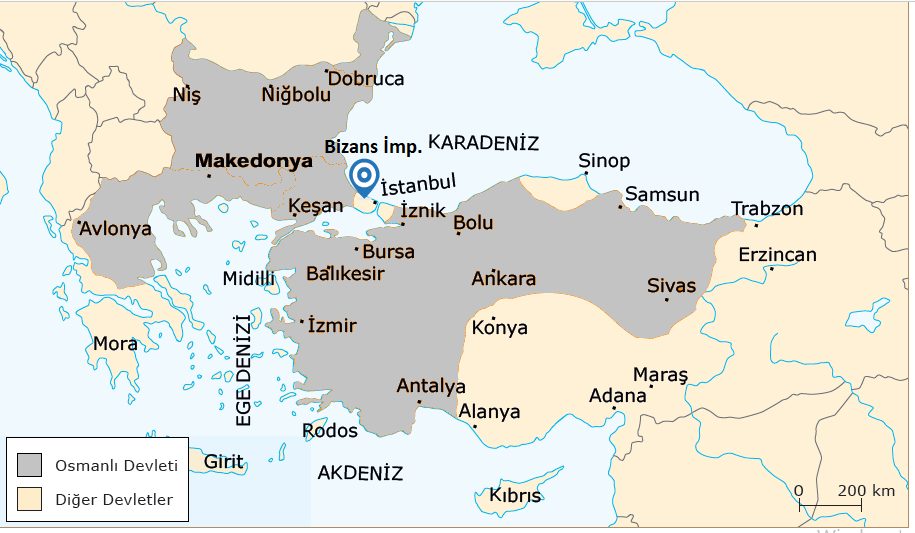 Dobruca
Niş
Niğbolu
Bizans İmp.
KARADENİZ
Makedonya
Sinop
İstanbul
Samsun
Keşan
İznik
Trabzon
Avlonya
Bolu
Bursa
Erzincan
Balıkesir
Midilli
Ankara
Sivas
İzmir
Konya
Mora
EGE DENİZİ
Maraş
Antalya
Adana
Alanya
Rodos
Girit
AKDENİZ
Kıbrıs
Osmanlı Devleti
Diğer Devletler
0 200 km